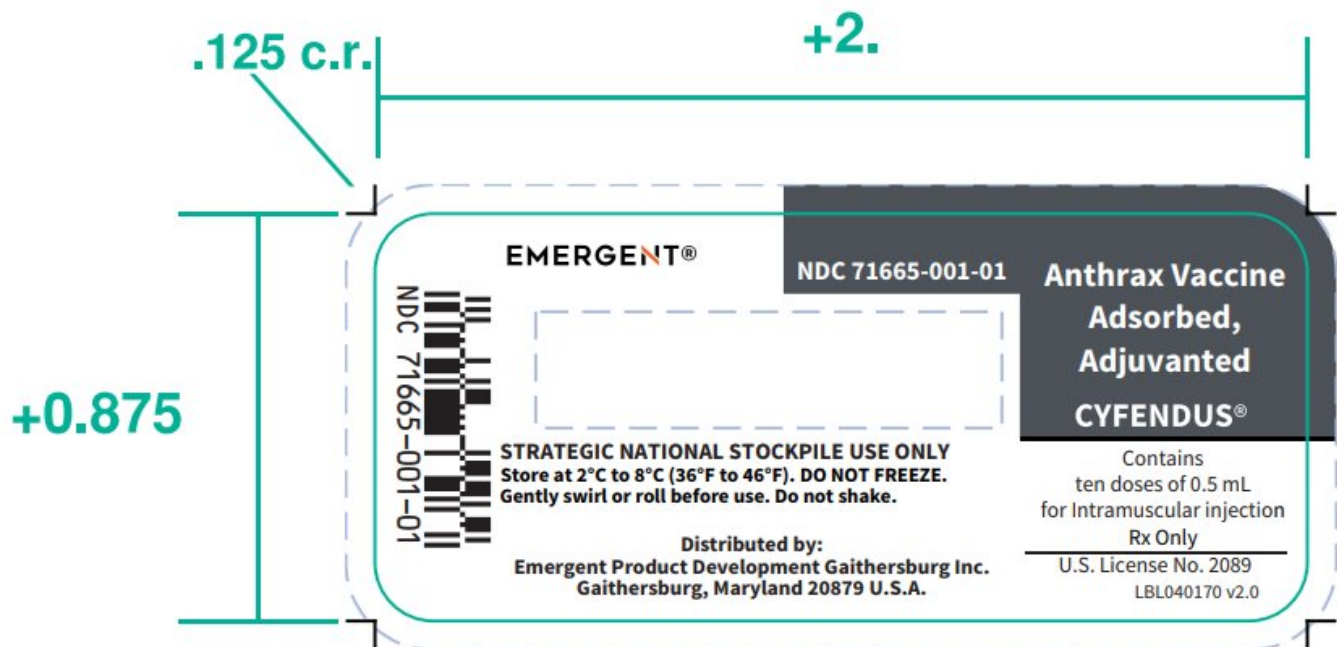 .125 c.r.
+2.
+0.875
EMERGENT®
NDC 71665-001-01
Anthrax Vaccine
Adsorbed,
Adjuvanted
CYFENDUS®
NDC 71665-001-01
STRATEGIC NATIONAL STOCKPILE USE ONLY
Store at 2°C to 8°C (36°F to 46°F). DO NOT FREEZE.
Gently swirl or roll before use. Do not shake.
Distributed by:
Emergent Product Development Gaithersburg Inc.
Gaithersburg, Maryland 20879 U.S.A.
Contains
ten doses of 0.5 mL
for Intramuscular injection
Rx Only
U.S. License No. 2089
LBL040170 v2.0